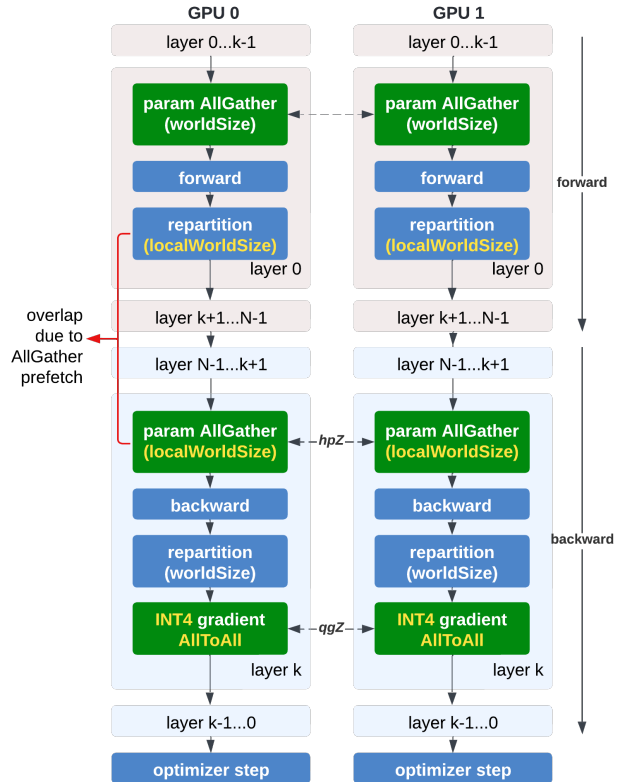 GPU 0
layer 0...k-1
param AllGather
(worldSize)
forward
repartition
(localWorldSize)
layer 0
layer k+1...N-1
layer N-1...k+1
param AllGather
(localWorldSize)
backward
repartition
(worldSize)
INT4 gradient
AllToAll
layer k
layer k-1...0
optimizer step
overlap
due to
AllGather
prefetch
hpZ
qgZ
GPU 1
layer 0...k-1
param AllGather
(worldSize)
forward
repartition
(localWorldSize)
layer 0
layer k+1...N-1
layer N-1...k+1
param AllGather
(localWorldSize)
backward
repartition
(worldSize)
INT4 gradient
AllToAll
layer k
layer k-1...0
optimizer step
forward
backward